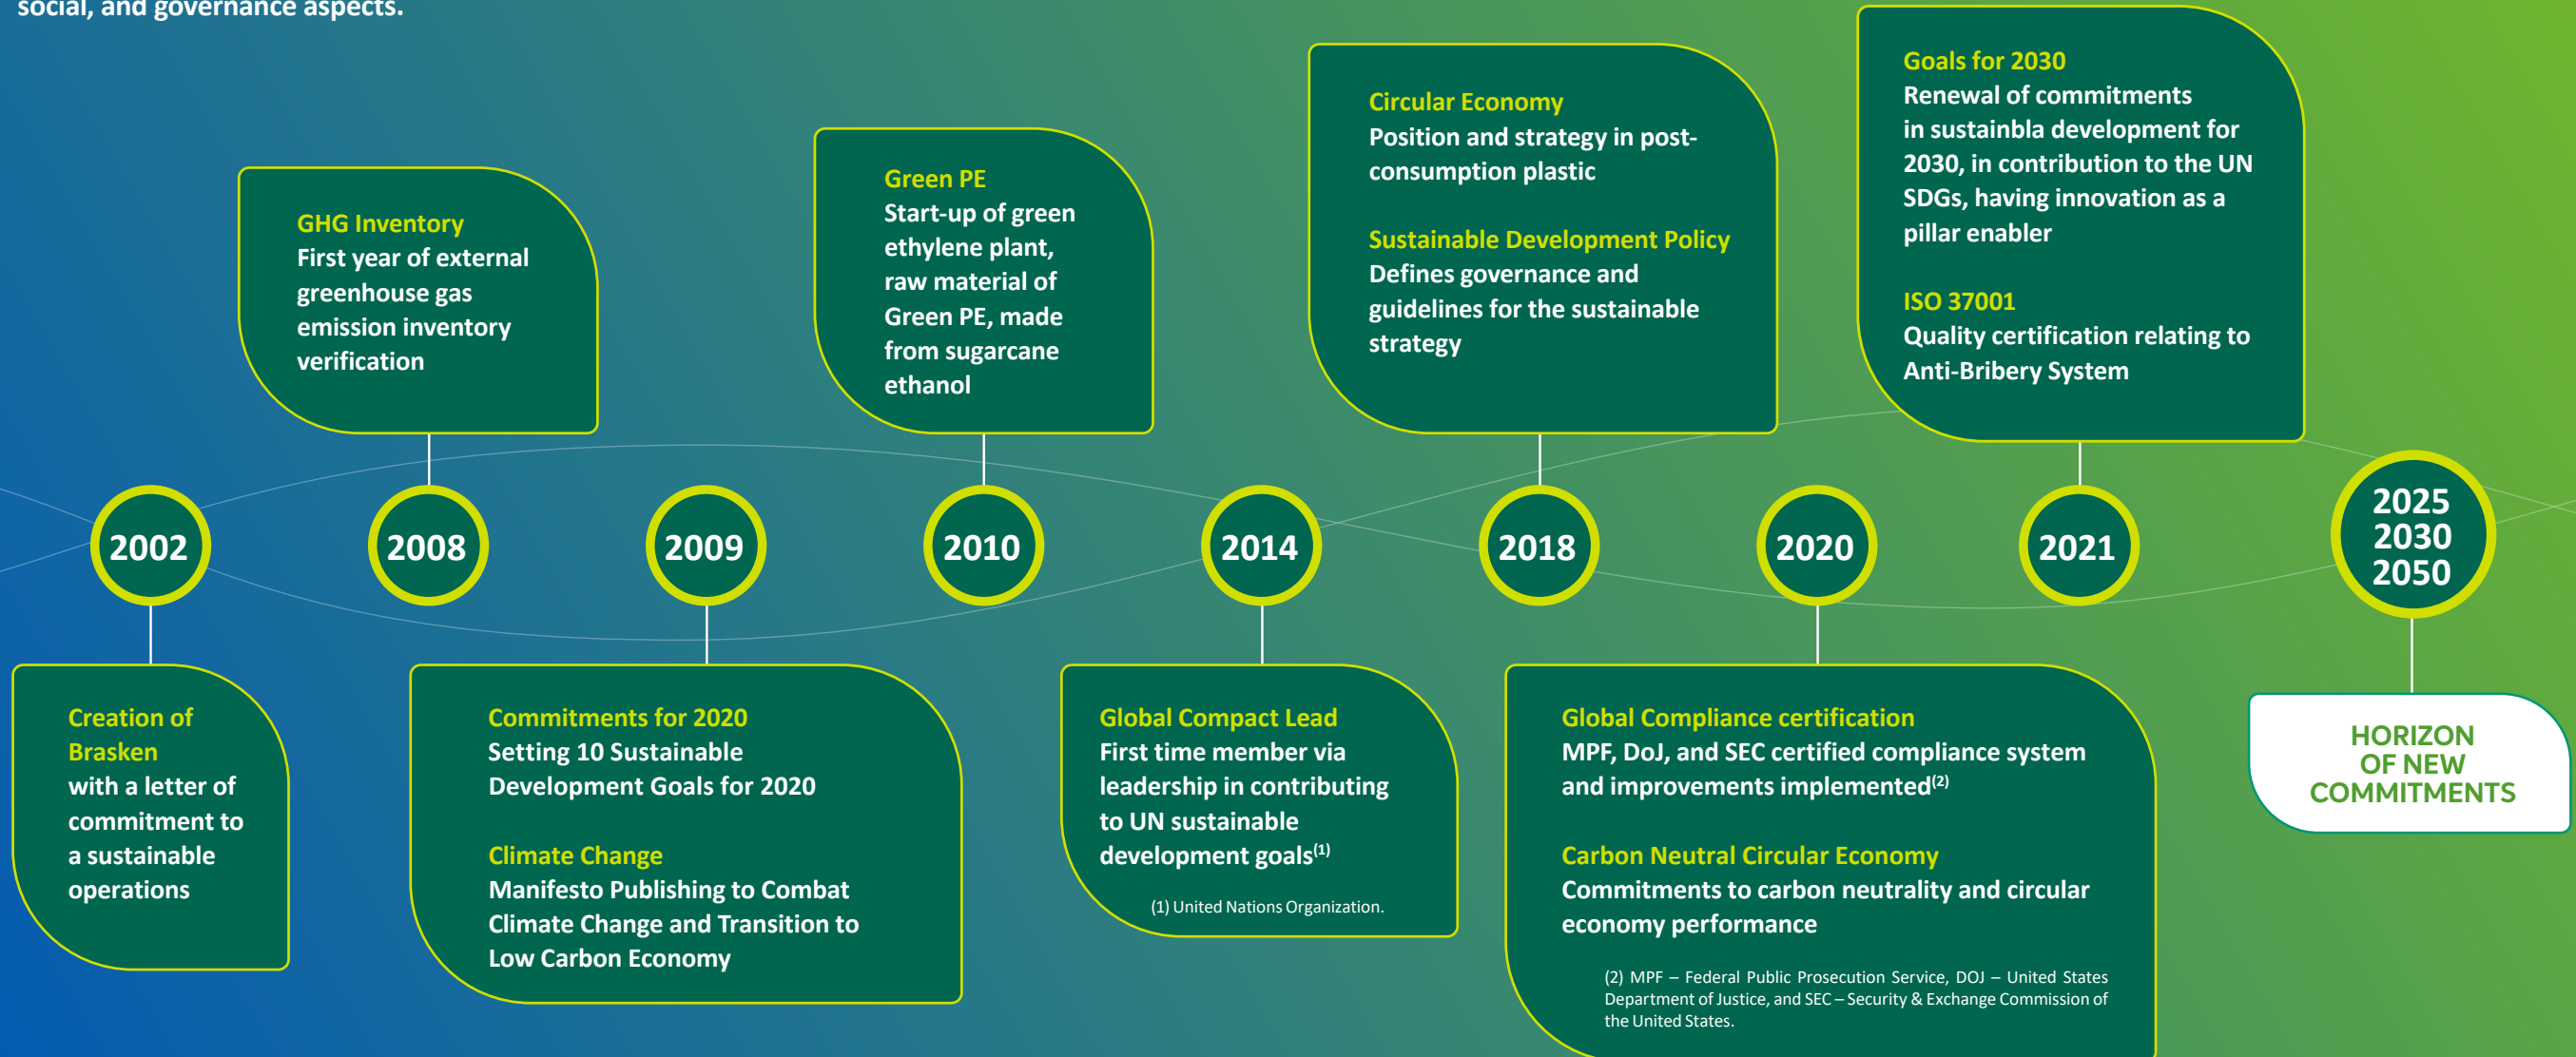 social, and governance aspects.
GHG Inventory
First year of external
greenhouse gas
emission inventory
verification
Green PE
Start-up of green
ethylene plant,
raw material of
Green PE, made
from sugarcane
ethanol
Circular Economy
Position and strategy in post-
consumption plastic
Sustainable Development Policy
Defines governance and
guidelines for the sustainable
strategy
Goals for 2030
Renewal of commitments
in sustainbla development for
2030, in contribution to the UN
SDGs, having innovation as a
pillar enabler
ISO 37001
Quality certification relating to
Anti-Bribery System
2002
2008
2009
2010
2014
2018
2020
2021
2025
2030
2050
Creation of
Brasken
with a letter of
commitment to
a sustainable
operations
Commitments for 2020
Setting 10 Sustainable
Development Goals for 2020
Climate Change
Manifesto Publishing to Combat
Climate Change and Transition to
Low Carbon Economy
Global Compact Lead
First time member via
leadership in contributing
to UN sustainable
development goals(1)
(1) United Nations Organization.
Global Compliance certification
MPF, DoJ, and SEC certified compliance system
and improvements implemented(2)
Carbon Neutral Circular Economy
Commitments to carbon neutrality and circular
economy performance
(2) MPF – Federal Public Prosecution Service, DOJ – United States
Department of Justice, and SEC – Security & Exchange Commission of
the United States.
HORIZON
OF NEW
COMMITMENTS